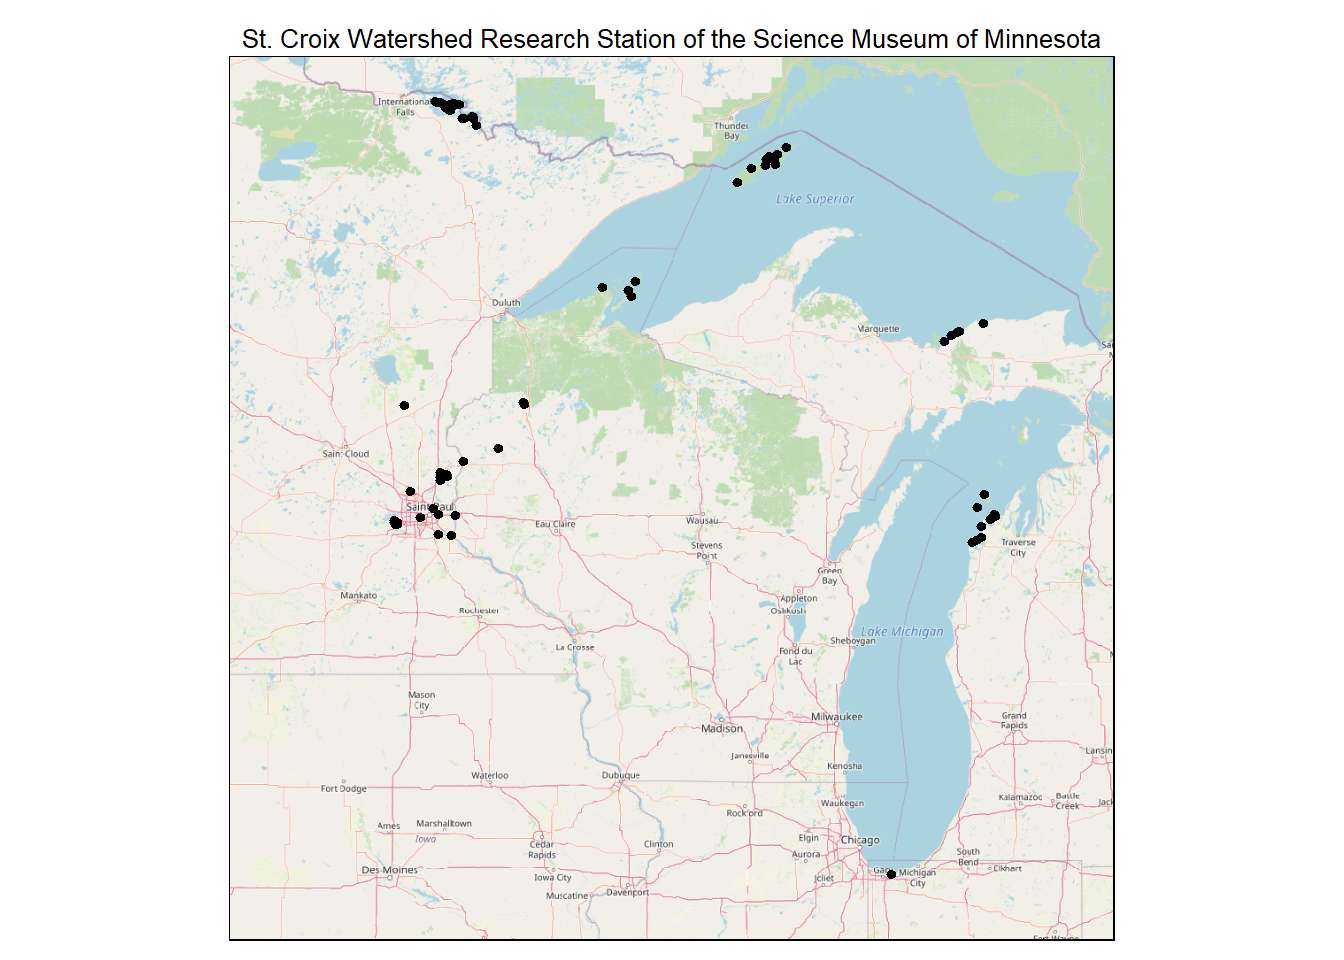 St. Croix Watershed Research Station of the Science Museum of Minnesota
International
Falls
Thunder
Bay
Lake Superior
Duluth
Marquette
Saint Cloud
Saint Paul
Eau Claire
Wausau
Stevens
Point
Green
Bay
Traverse
City
Mankato
Rochester
Appleton
Oshkosh
La Crosse
Fond du
Lac
Sheboygan
Lake Michigan
Mason
City
Madison
Milwaukee
Grand
Rapids
Janesville
Kenosha
Lansin
Fort Dodge
Waterloo
Dubuque
Rockford
Waukegan
Kalamazoo
Battle
Creek
Jack
Ames
Marshalltown
Iowa
Cedar
Rapids
Clinton
Elgin
Chicago
Aurora
South
Bend
Elkhart
Des Moines
Iowa City
Joliet
Gary
Michigan
City
Muscatine
Davenport
Fort Wayne